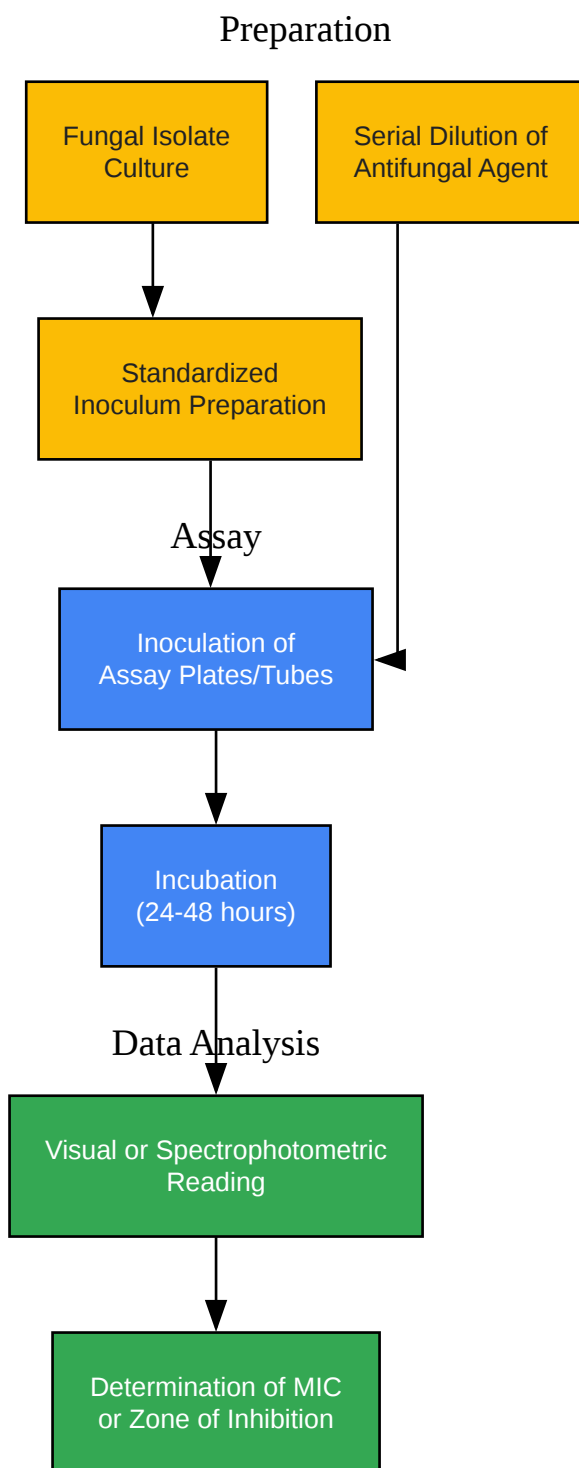 Preparation
Fungal Isolate
Culture
Serial Dilution of
Antifungal Agent
Standardized
Inoculum Preparation
Assay
Inoculation of
Assay Plates/Tubes
Incubation
(24-48 hours)
Data Analysis
Visual or Spectrophotometric
Reading
Determination of MIC
or Zone of Inhibition